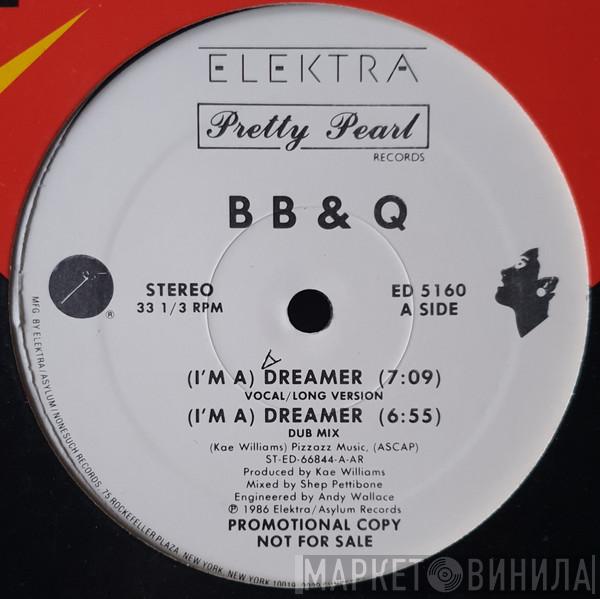 ELEKTRA
Pretty Pearl
RECORDS
B B & Q
STEREO
33 1/3 RPM
ED 5160
A SIDE
®
(I'M A) DREAMER (7:09)
VOCAL/LONG VERSION
(I'M A) DREAMER (6:55)
DUB MIX
(Kae Williams) Pizzazz Music, (ASCAP)
ST-ED-66844-A-AR
Produced by Kae Williams
Mixed by Shep Pettibone
Engineered by Andy Wallace
℗ 1986 Elektra/Asylum Records
PROMOTIONAL COPY
NOT FOR SALE
MFG. BY ELEKTRA/ASYLUM/NONESUCH RECORDS, 75 ROCKEFELLER PLAZA, NEW YORK, NEW YORK 10019
МАРКЕТ ВИНИЛА